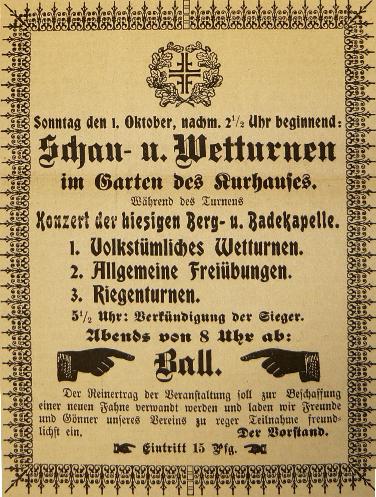 Sonntag den 1. Oktober, nachm. 2½ Uhr beginnend:
Schau- u. Wetturnen
im Garten des Kurhauses.
Während des Turnens
Konzert der hiesigen Berg- u. Badekapelle.
1. Volkstümliches Wetturnen.
2. Allgemeine Freiübungen.
3. Riegenturnen.
5½ Uhr: Verkündigung der Sieger.
Abends von 8 Uhr ab:
Ball.
Der Reinertrag der Veranstaltung soll zur Beschaffung
einer neuen Fahne verwandt werden und laden wir Freunde
und Gönner unseres Vereins zu reger Teilnahme freund-
lichst ein. Der Vorstand.
Eintritt 15 Pfg.